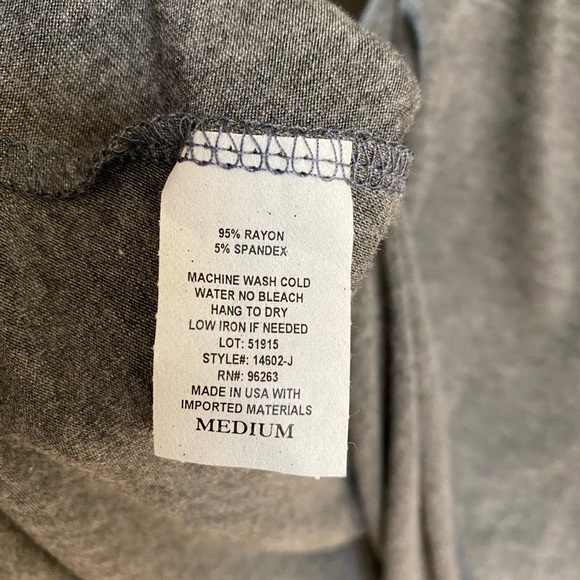 95% RAYON
5% SPANDEX
MACHINE WASH COLD
WATER NO BLEACH
HANG TO DRY
LOW IRON IF NEEDED
LOT: 51915
STYLE#: 14602-J
RN#: 96263
MADE IN USA WITH
IMPORTED MATERIALS
MEDIUM